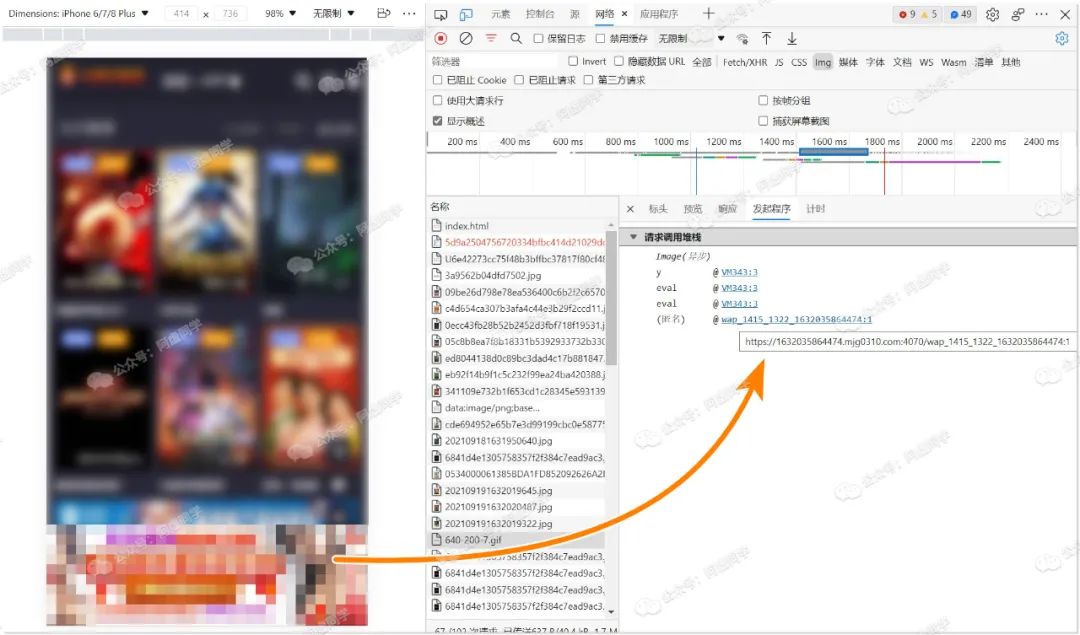 Dimensions: iPhone 6/7/8 Plus ▼ 414 × 736 98% ▼ 无限制 ▼ ⋯
元素 控制台 源 网络 × 应用程序 + 9 5 49 ⋯ ×
保留日志 禁用缓存 无限制 ▼
筛选器 Invert 隐藏数据 URL 全部 Fetch/XHR JS CSS Img 媒体 字体 文档 WS Wasm 清单 其他
已阻止 Cookie 已阻止请求 第三方请求
使用大请求行 按帧分组
显示概述 捕获屏幕截图
200 ms 400 ms 600 ms 800 ms 1000 ms 1200 ms 1400 ms 1600 ms 1800 ms 2000 ms 2200 ms 2400 ms
名称
index.html
5d9a2504756720334bfbc414d21029dc
U6e42273cc75f48b3bffbc37817f80cf48
3a9562b04dfd7502.jpg
09be26d798e78ea536400c6b2f2c6570
c4d654ca307b3afa4c44e3b29f2ccd11.j
0ecc43fb28b52b2452d3fbf718f19531.j
05c8b8ea7f8b18331b5392933732b330
ed8044138d0c89bc3dad4c17b881847.
eb92f14b9f1c5c232f99ea24ba420388.j
341109e732b1f653cd1c28345e593139
data:image/png;base...
cde694952e65b7e3d99199cbc0e58775
20210918163195​0640.jpg
6841d4e1305758357f2f384c7ead9ac3.
0534000061385BDA1FD852092626A2F
202109191632019645.jpg
202109191632020487.jpg
202109191632019322.jpg
640-200-7.gif
6841d4e1305758357f2f384c7ead9ac3.
6841d4e1305758357f2f384c7ead9ac3.
6841d4e1305758357f2f384c7ead9ac3.
× 标头 预览 响应 发起程序 计时
▼ 请求调用堆栈
Image(异步)
y @ VM343:3
eval @ VM343:3
eval @ VM343:3
(匿名) @ wap_1415_1322_1632035864474:1
https://1632035864474.mjg0310.com:4070/wap_1415_1322_1632035864474:1
公众号：阿虚同学